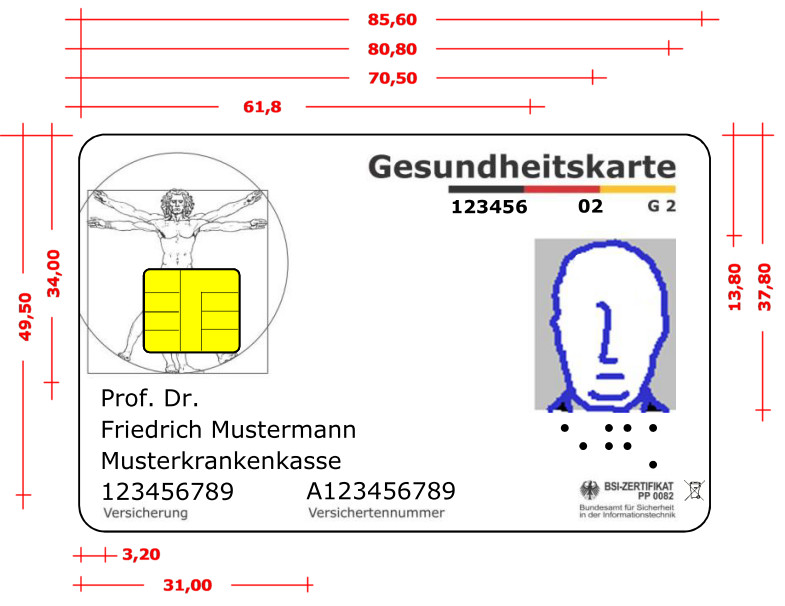 85,60
80,80
70,50
61,8
Gesundheitskarte
123456 02 G 2
34,00
49,50
13,80
37,80
Prof. Dr.
Friedrich Mustermann
Musterkrankenkasse
123456789 A123456789
Versicherung Versichertennummer
BSI-ZERTIFIKAT
PP 0082
Bundesamt für Sicherheit
in der Informationstechnik
3,20
31,00